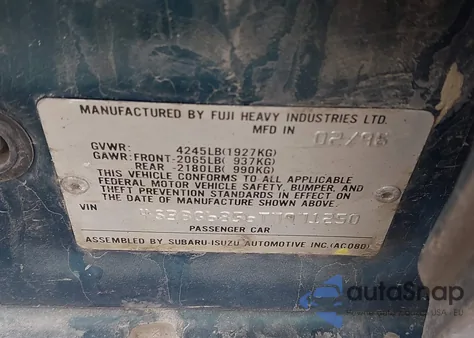 MANUFACTURED BY FUJI HEAVY INDUSTRIES LTD.
MFD IN 02/95
GVWR: 4245LB(1927KG)
GAWR:FRONT-2065LB( 937KG)
REAR -2180LB( 990KG)
THIS VEHICLE CONFORMS TO ALL APPLICABLE
FEDERAL MOTOR VEHICLE SAFETY, BUMPER, AND
THEFT PREVENTION STANDARDS IN EFFECT ON
THE DATE OF MANUFACTURE SHOWN ABOVE.
VIN
PASSENGER CAR
ASSEMBLED BY SUBARU-ISUZU AUTOMOTIVE INC.(AC080)
autoSnap